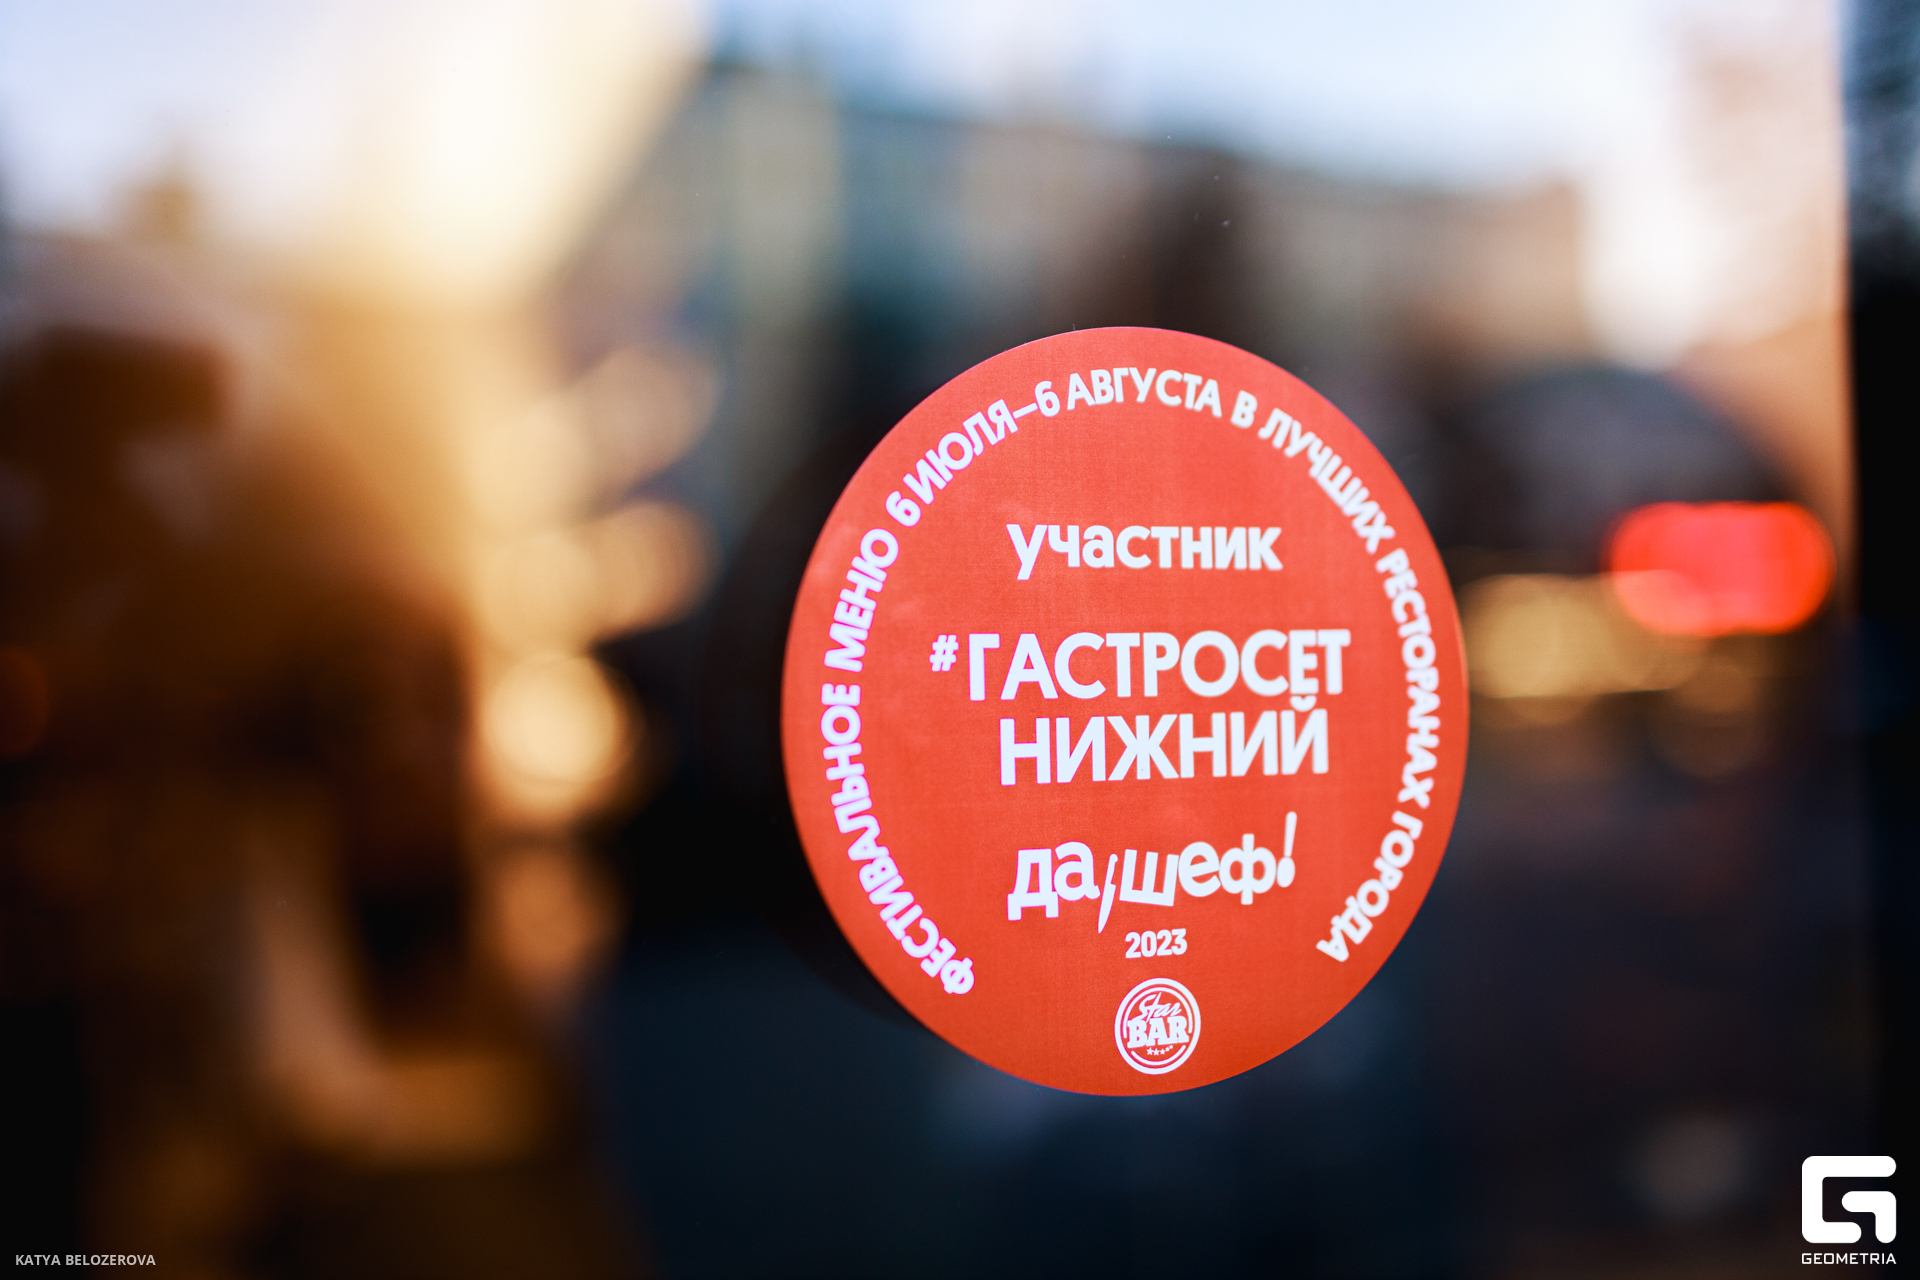 ФЕСТИВАЛЬНОЕ МЕНЮ 6 ИЮЛЯ–6 АВГУСТА В ЛУЧШИХ РЕСТОРАНАХ ГОРОДА
участник
#ГАСТРОСЕТ
НИЖНИЙ
да, шеф!
2023
Star
BAR
KATYA BELOZEROVA
GEOMETRIA